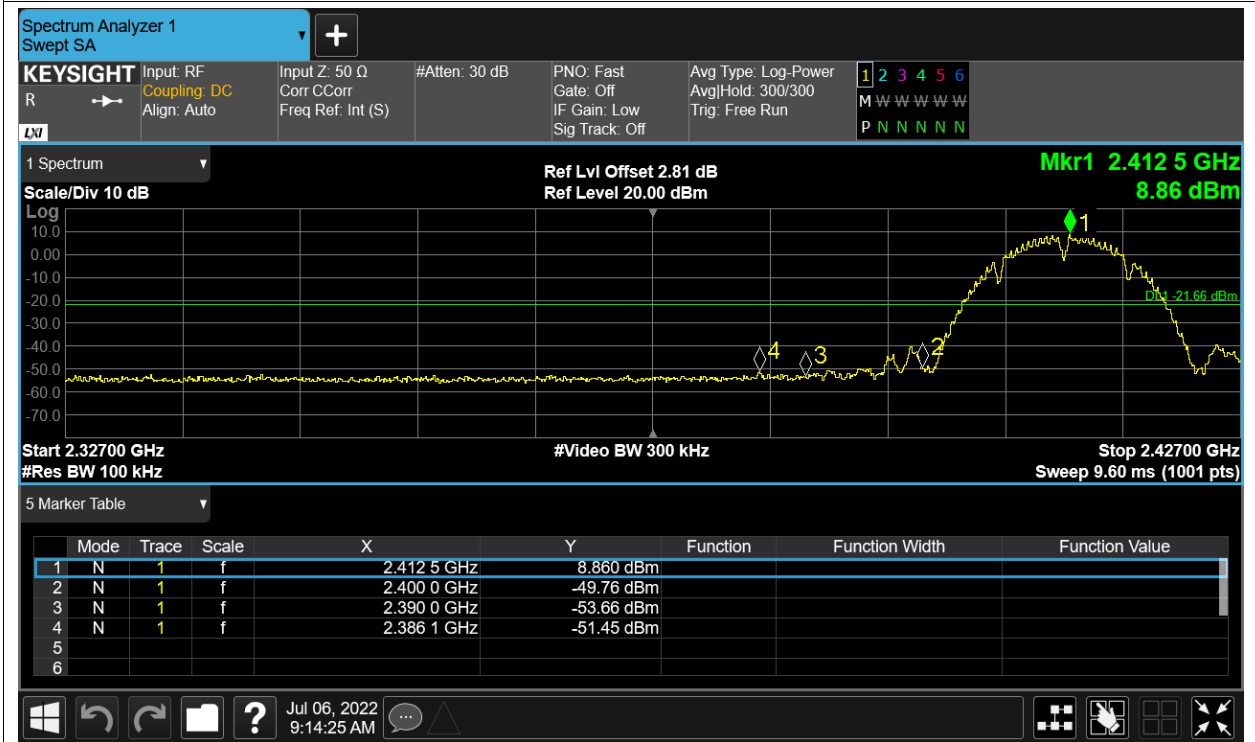 Spectrum Analyzer 1
Swept SA
KEYSIGHT Input: RF Input Z: 50 Ω #Atten: 30 dB PNO: Fast Avg Type: Log-Power 1 2 3 4 5 6
R Coupling: DC Corr CCorr Gate: Off Avg|Hold: 300/300
Align: Auto Freq Ref: Int (S) IF Gain: Low Trig: Free Run M W W W W W
LXI Sig Track: Off P N N N N N
1 Spectrum Ref Lvl Offset 2.81 dB Mkr1 2.412 5 GHz
Scale/Div 10 dB Ref Level 20.00 dBm 8.86 dBm
Log
1
10.0
0.00
-10.0
-20.0 DL1 -21.66 dBm
-30.0
-40.0 4 3 2
-50.0
-60.0
-70.0
Start 2.32700 GHz #Video BW 300 kHz Stop 2.42700 GHz
#Res BW 100 kHz Sweep 9.60 ms (1001 pts)
5 Marker Table
Mode Trace Scale X Y Function Function Width Function Value
1 N 1 f 2.412 5 GHz 8.860 dBm
2 N 1 f 2.400 0 GHz -49.76 dBm
3 N 1 f 2.390 0 GHz -53.66 dBm
4 N 1 f 2.386 1 GHz -51.45 dBm
5
6
? Jul 06, 2022
9:14:25 AM